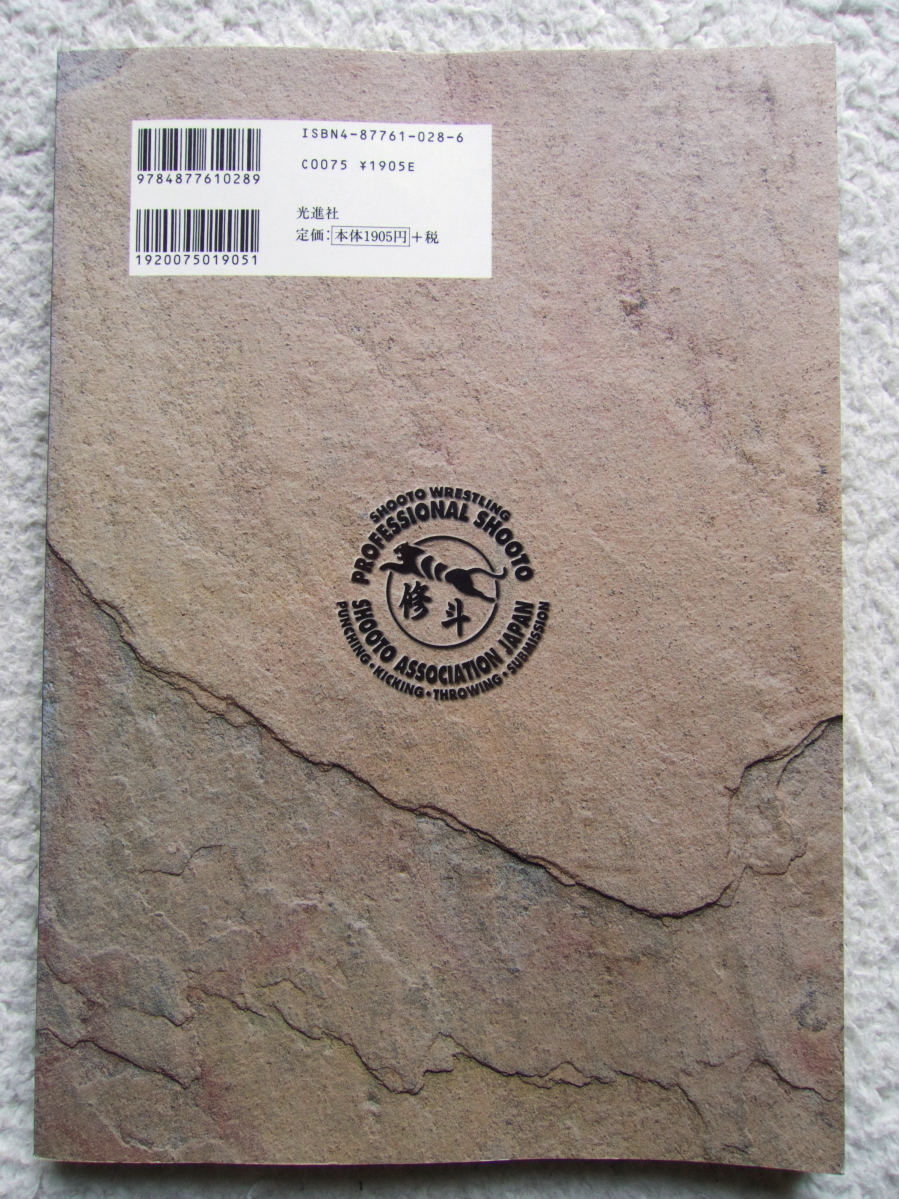 ISBN4-87761-028-6
9784877610289
C0075 ¥1905E
光進社
定価:本体1905円+税
1920075019051
SHOOTO WRESTLING
PROFESSIONAL SHOOTO
修斗
SHOOTO ASSOCIATION JAPAN
PUNCHING・KICKING・THROWING・SUBMISSION